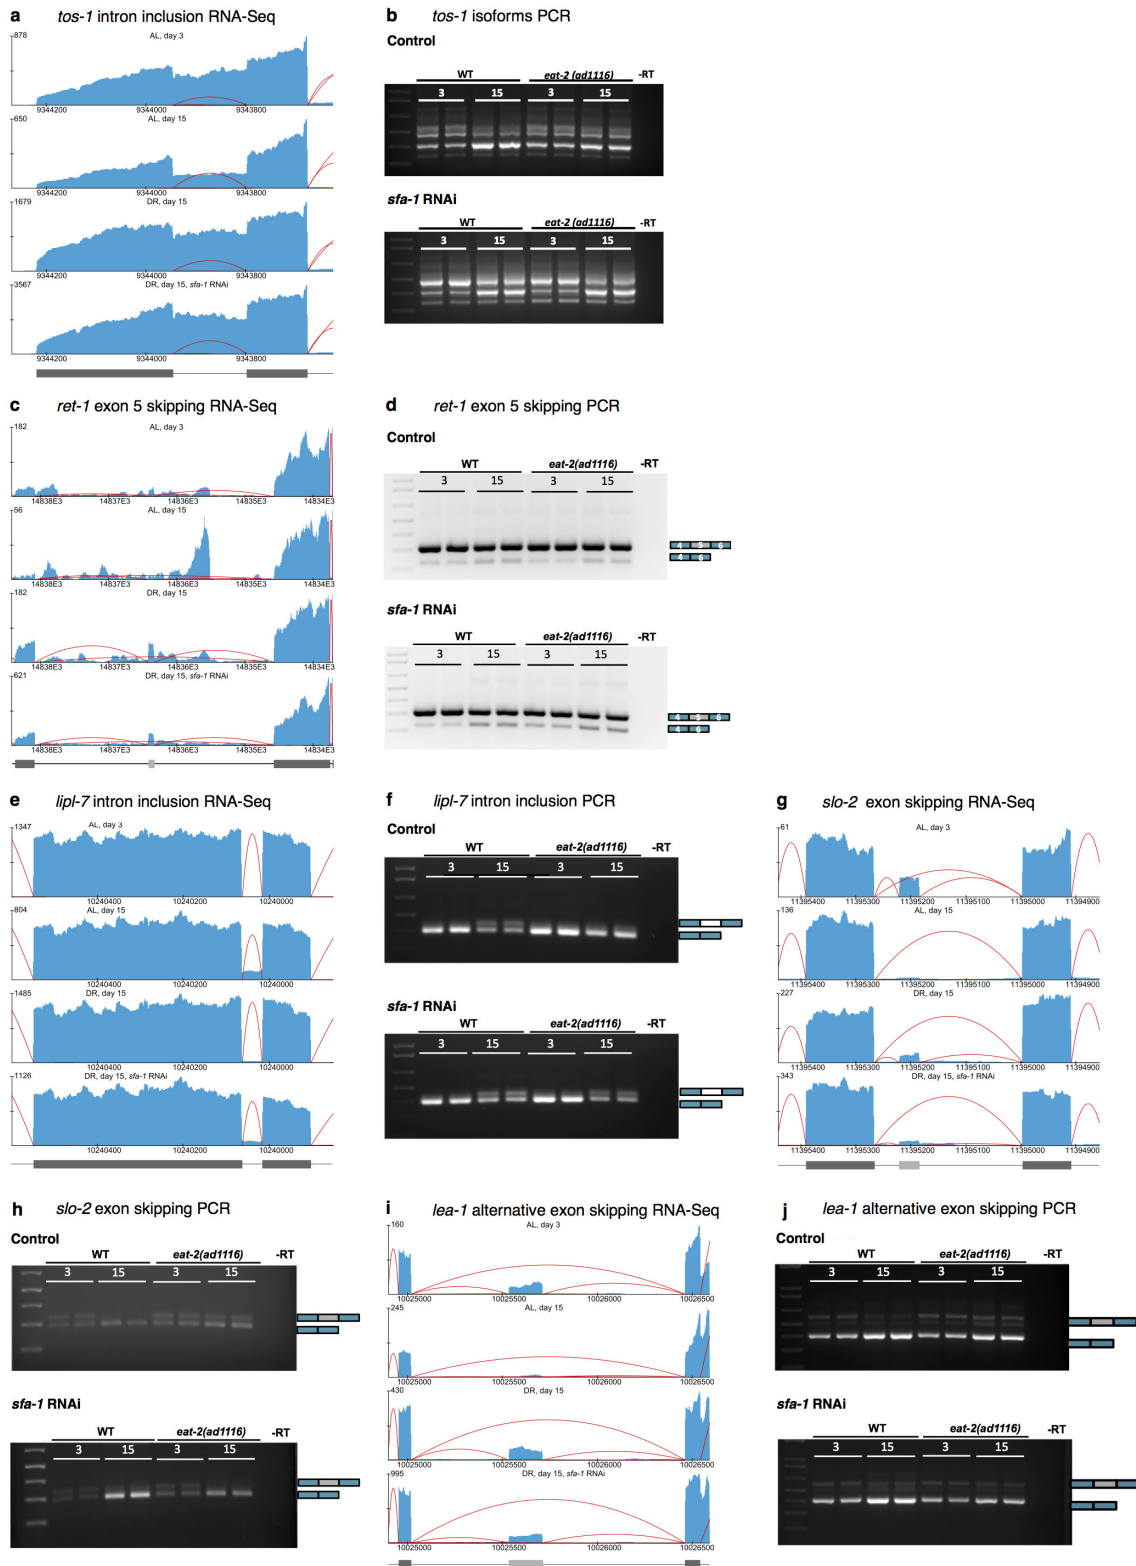 a tos-1 intron inclusion RNA-Seq
878
AL, day 3
9344200 9344000 9343800
650
AL, day 15
9344200 9344000 9343800
1679
DR, day 15
9344200 9344000 9343800
3567
DR, day 15, sfa-1 RNAi
9344200 9344000 9343800
b tos-1 isoforms PCR
Control
WT eat-2 (ad1116) -RT
3 15 3 15
sfa-1 RNAi
WT eat-2 (ad1116) -RT
3 15 3 15
c ret-1 exon 5 skipping RNA-Seq
182
AL, day 3
14838E3 14837E3 14836E3 14835E3 14834E3
56
AL, day 15
14838E3 14837E3 14836E3 14835E3 14834E3
182
DR, day 15
14838E3 14837E3 14836E3 14835E3 14834E3
621
DR, day 15, sfa-1 RNAi
14838E3 14837E3 14836E3 14835E3 14834E3
d ret-1 exon 5 skipping PCR
Control
WT eat-2(ad1116) -RT
3 15 3 15
4 5 6
4 6
sfa-1 RNAi
WT eat-2(ad1116) -RT
3 15 3 15
4 5 6
4 6
e lipl-7 intron inclusion RNA-Seq
1347
AL, day 3
10240400 10240200 10240000
804
AL, day 15
10240400 10240200 10240000
1485
DR, day 15
10240400 10240200 10240000
1126
DR, day 15, sfa-1 RNAi
10240400 10240200 10240000
f lipl-7 intron inclusion PCR
Control
WT eat-2(ad1116) -RT
3 15 3 15
sfa-1 RNAi
WT eat-2(ad1116) -RT
3 15 3 15
g slo-2 exon skipping RNA-Seq
61
AL, day 3
11395400 11395300 11395200 11395100 11395000 11394900
136
AL, day 15
11395400 11395300 11395200 11395100 11395000 11394900
227
DR, day 15
11395400 11395300 11395200 11395100 11395000 11394900
343
DR, day 15, sfa-1 RNAi
11395400 11395300 11395200 11395100 11395000 11394900
h slo-2 exon skipping PCR
Control
WT eat-2(ad1116) -RT
3 15 3 15
sfa-1 RNAi
WT eat-2(ad1116) -RT
3 15 3 15
i lea-1 alternative exon skipping RNA-Seq
160
AL, day 3
10025000 10025500 10026000 10026500
245
AL, day 15
10025000 10025500 10026000 10026500
430
DR, day 15
10025000 10025500 10026000 10026500
995
DR, day 15, sfa-1 RNAi
10025000 10025500 10026000 10026500
j lea-1 alternative exon skipping PCR
Control
WT eat-2(ad1116) -RT
3 15 3 15
sfa-1 RNAi
WT eat-2(ad1116) -RT
3 15 3 15